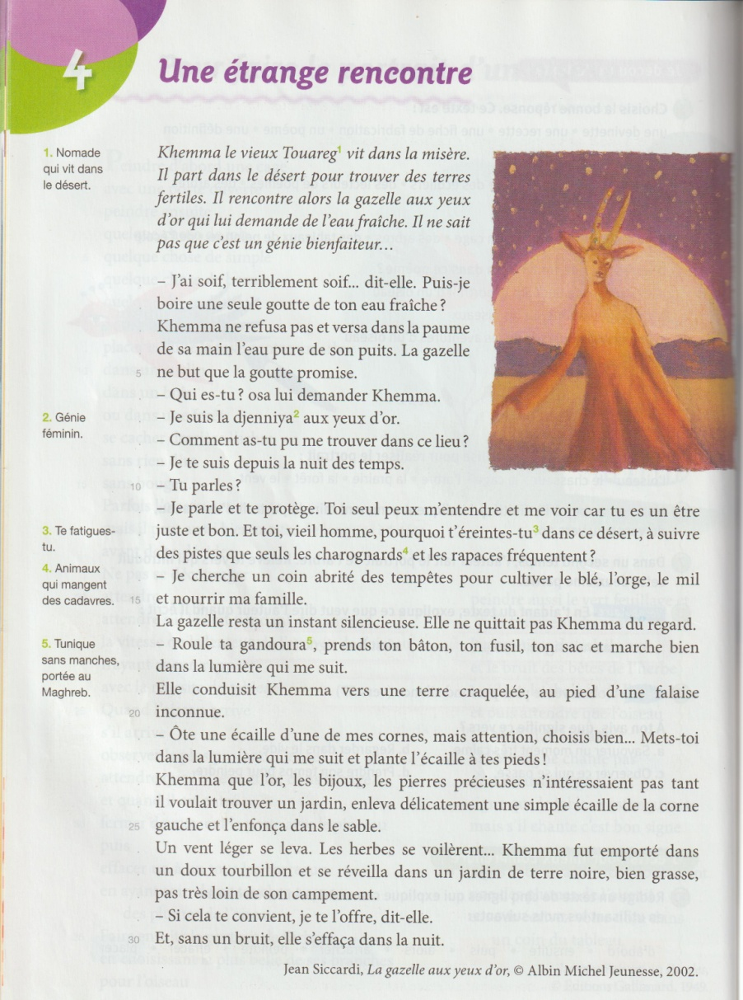 4
Une étrange rencontre
1. Nomade
qui vit dans
le désert.
Khemma le vieux Touareg¹ vit dans la misère.
Il part dans le désert pour trouver des terres
fertiles. Il rencontre alors la gazelle aux yeux
d'or qui lui demande de l'eau fraîche. Il ne sait
pas que c'est un génie bienfaiteur...
– J'ai soif, terriblement soif... dit-elle. Puis-je
boire une seule goutte de ton eau fraîche ?
Khemma ne refusa pas et versa dans la paume
de sa main l'eau pure de son puits. La gazelle
5 ne but que la goutte promise.
– Qui es-tu ? osa lui demander Khemma.
2. Génie
féminin.
– Je suis la djenniya² aux yeux d'or.
– Comment as-tu pu me trouver dans ce lieu ?
– Je te suis depuis la nuit des temps.
10 – Tu parles ?
– Je parle et te protège. Toi seul peux m'entendre et me voir car tu es un être
3. Te fatigues-
tu.
juste et bon. Et toi, vieil homme, pourquoi t'éreintes-tu³ dans ce désert, à suivre
des pistes que seuls les charognards⁴ et les rapaces fréquentent ?
4. Animaux
qui mangent
des cadavres.
– Je cherche un coin abrité des tempêtes pour cultiver le blé, l'orge, le mil
15 et nourrir ma famille.
La gazelle resta un instant silencieuse. Elle ne quittait pas Khemma du regard.
5. Tunique
sans manches,
portée au
Maghreb.
– Roule ta gandoura⁵, prends ton bâton, ton fusil, ton sac et marche bien
dans la lumière qui me suit.
Elle conduisit Khemma vers une terre craquelée, au pied d'une falaise
20 inconnue.
– Ôte une écaille d'une de mes cornes, mais attention, choisis bien... Mets-toi
dans la lumière qui me suit et plante l'écaille à tes pieds !
Khemma que l'or, les bijoux, les pierres précieuses n'intéressaient pas tant
il voulait trouver un jardin, enleva délicatement une simple écaille de la corne
25 gauche et l'enfonça dans le sable.
Un vent léger se leva. Les herbes se voilèrent... Khemma fut emporté dans
un doux tourbillon et se réveilla dans un jardin de terre noire, bien grasse,
pas très loin de son campement.
– Si cela te convient, je te l'offre, dit-elle.
30 Et, sans un bruit, elle s'effaça dans la nuit.
Jean Siccardi, La gazelle aux yeux d'or, © Albin Michel Jeunesse, 2002.